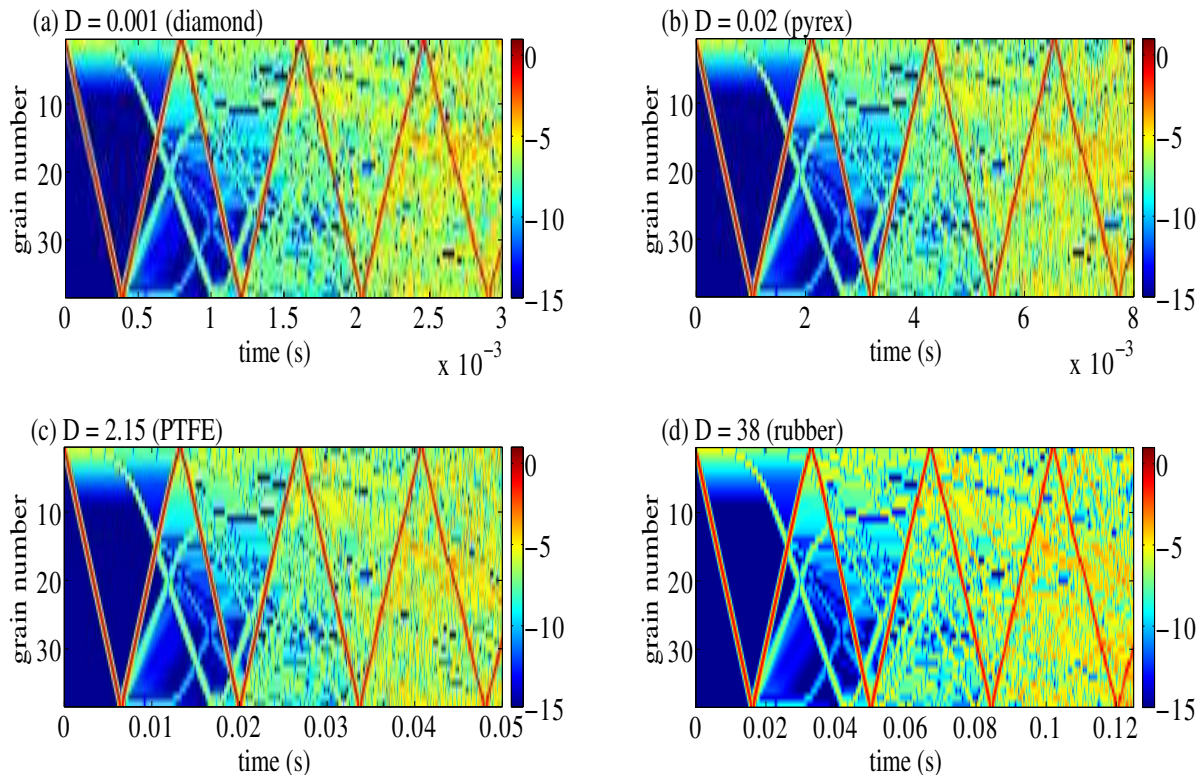 (a) D = 0.001 (diamond)
grain number
10
20
30
0 0.5 1 1.5 2 2.5 3
time (s)
x 10⁻³
0
−5
−10
−15
(b) D = 0.02 (pyrex)
grain number
10
20
30
0 2 4 6 8
time (s)
x 10⁻³
0
−5
−10
−15
(c) D = 2.15 (PTFE)
grain number
10
20
30
0 0.01 0.02 0.03 0.04 0.05
time (s)
0
−5
−10
−15
(d) D = 38 (rubber)
grain number
10
20
30
0 0.02 0.04 0.06 0.08 0.1 0.12
time (s)
0
−5
−10
−15